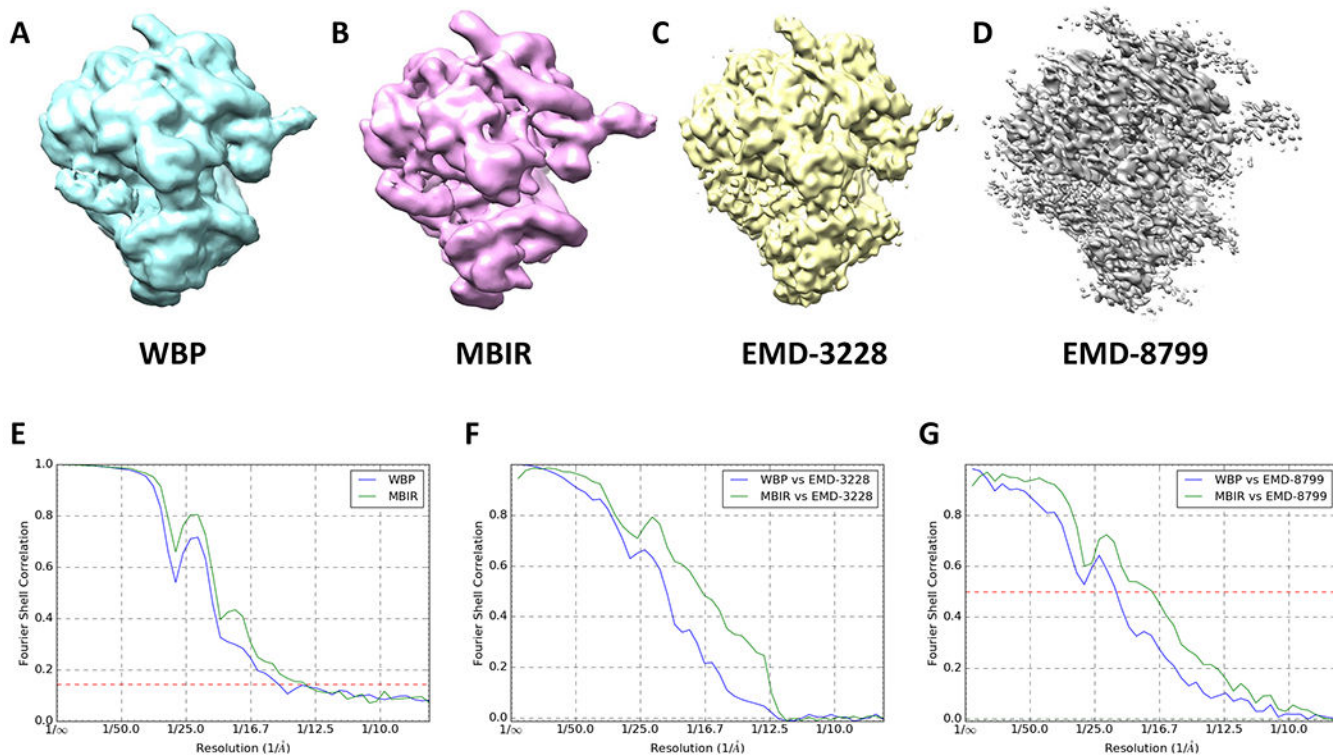 A B C D
WBP MBIR EMD-3228 EMD-8799
E
1.0
0.8
0.6
0.4
0.2
0.0
Fourier Shell Correlation
WBP
MBIR
1/∞ 1/50.0 1/25.0 1/16.7 1/12.5 1/10.0
Resolution (1/Å)
F
1.0
0.8
0.6
0.4
0.2
0.0
Fourier Shell Correlation
WBP vs EMD-3228
MBIR vs EMD-3228
1/∞ 1/50.0 1/25.0 1/16.7 1/12.5 1/10.0
Resolution (1/Å)
G
1.0
0.8
0.6
0.4
0.2
0.0
Fourier Shell Correlation
WBP vs EMD-8799
MBIR vs EMD-8799
1/∞ 1/50.0 1/25.0 1/16.7 1/12.5 1/10.0
Resolution (1/Å)